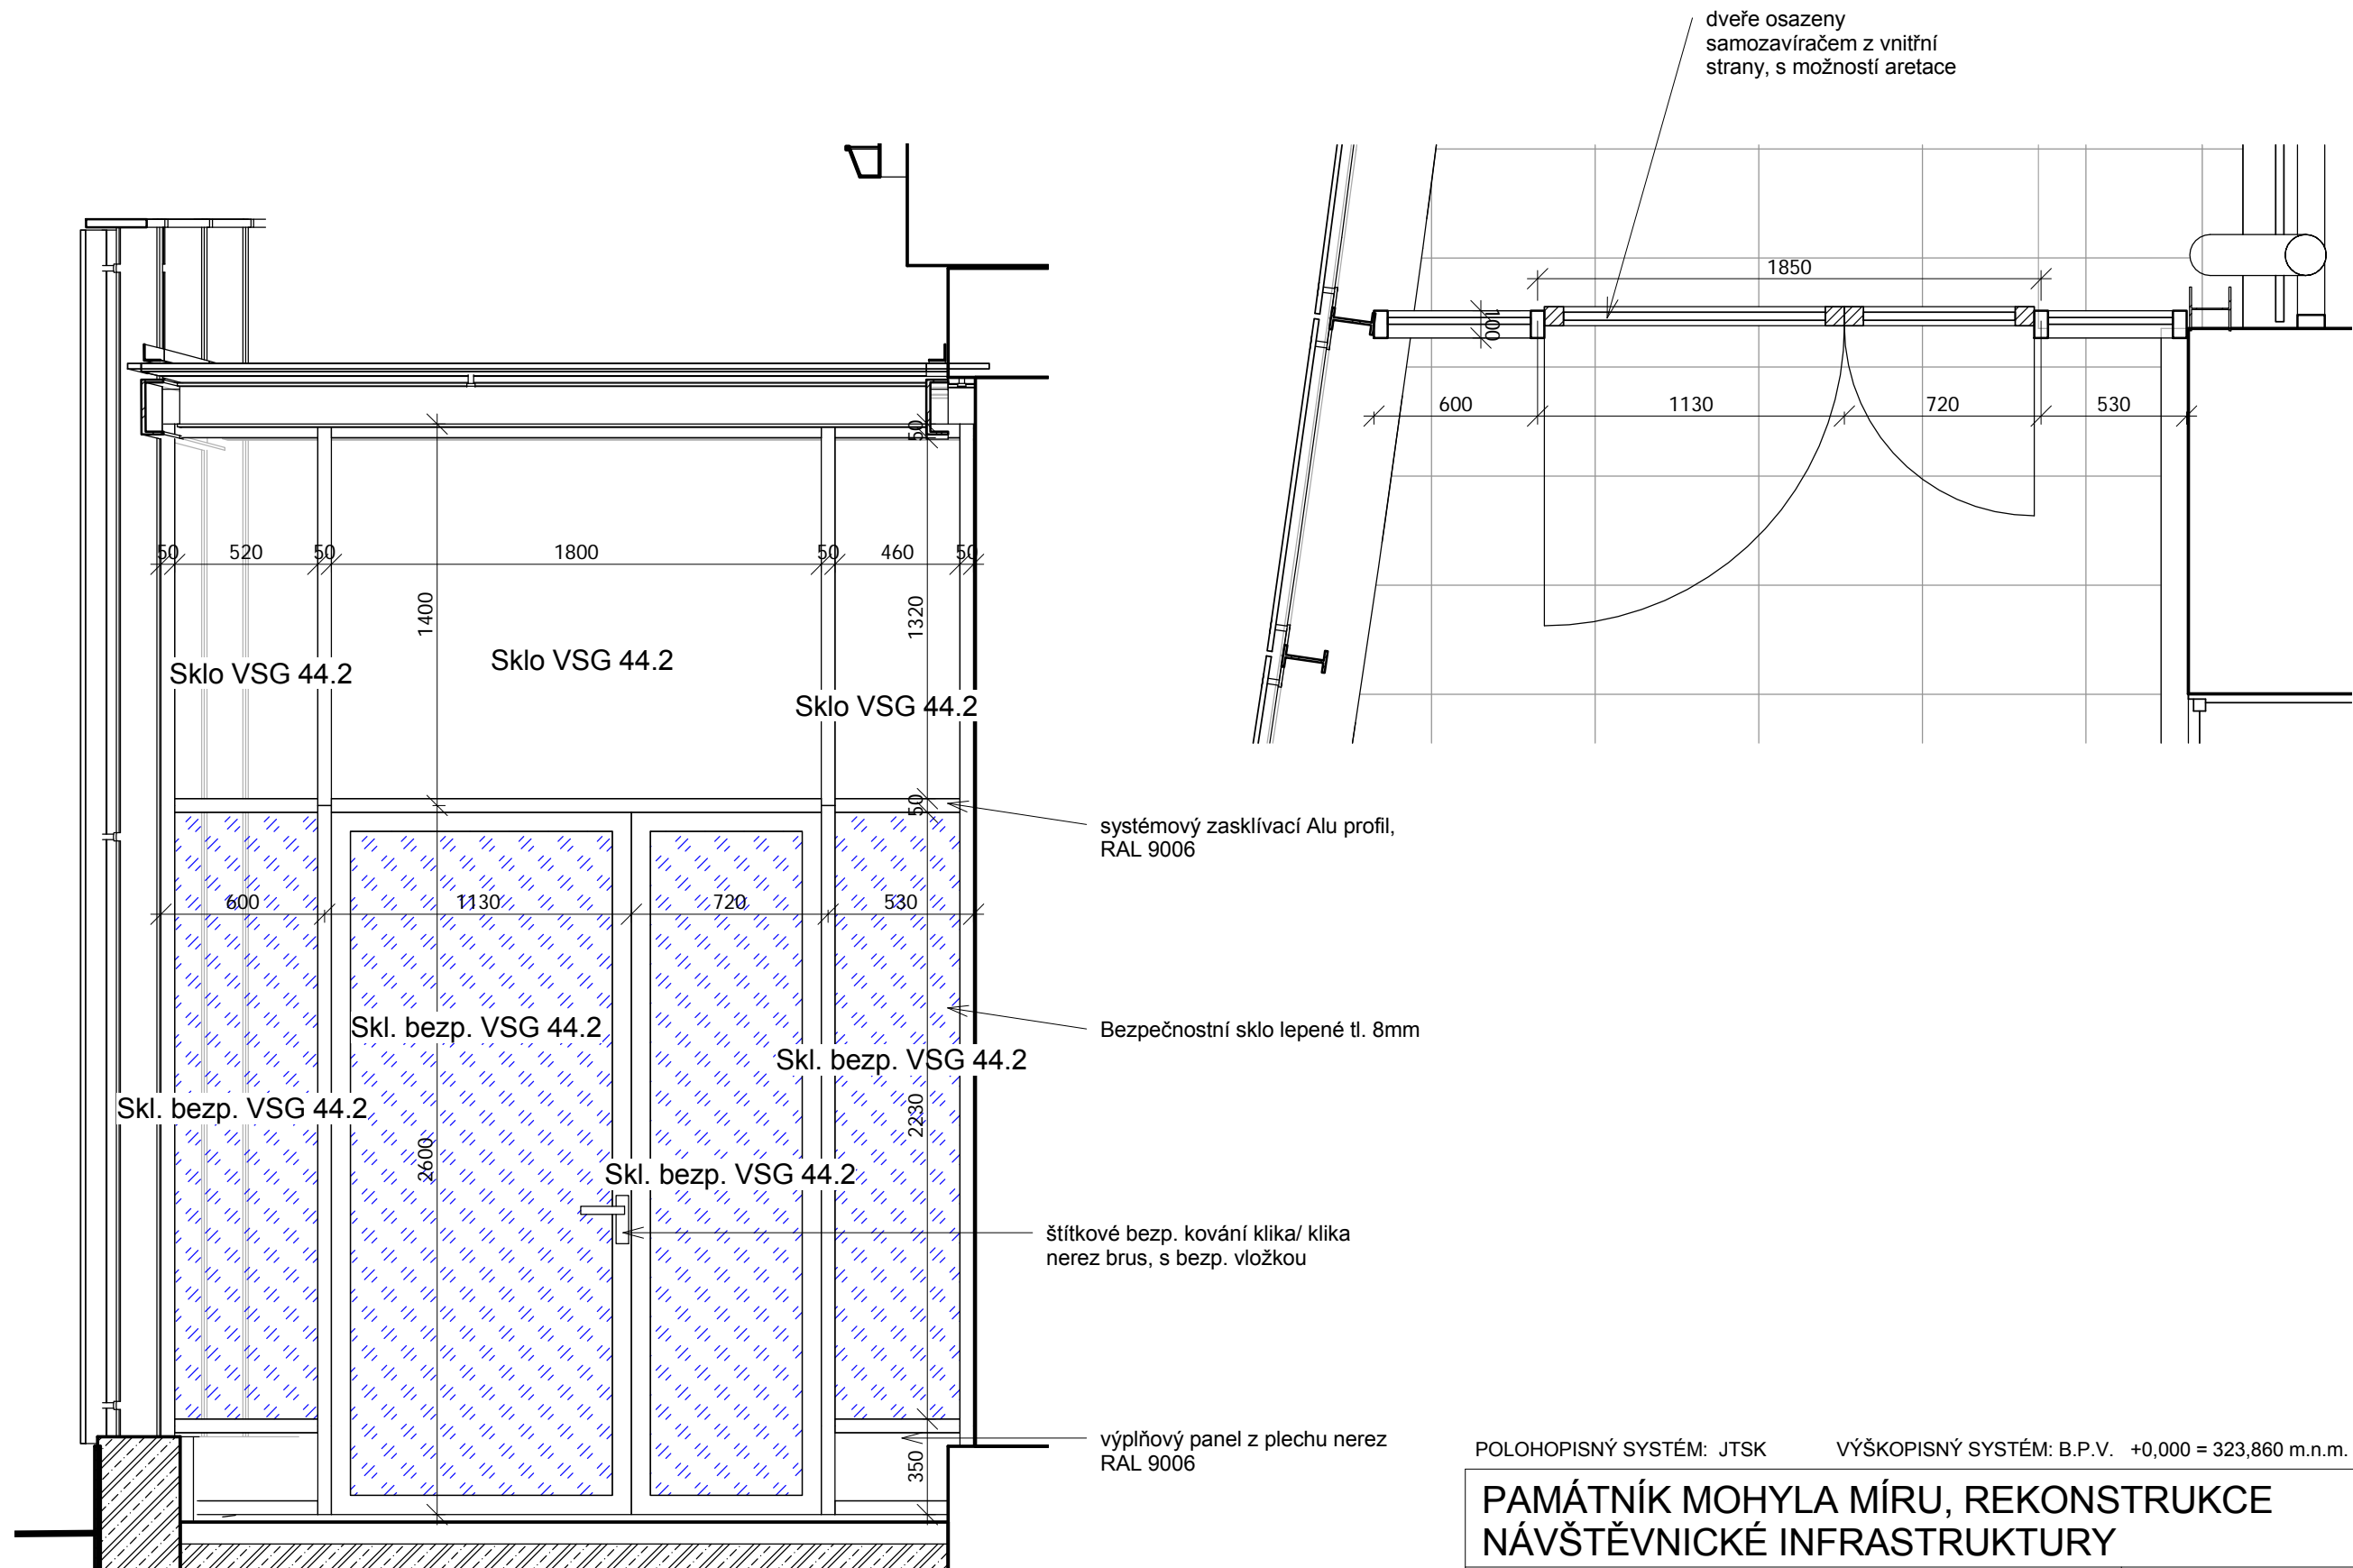 dveře osazeny
samozavíračem z vnitřní
strany, s možností aretace
1850
100
600
1130
720
530
50
50
520
50
1800
50
460
50
1400
1320
Sklo VSG 44.2
Sklo VSG 44.2
Sklo VSG 44.2
50
systémový zasklívací Alu profil,
RAL 9006
600
1130
720
530
Skl. bezp. VSG 44.2
Bezpečnostní sklo lepené tl. 8mm
Skl. bezp. VSG 44.2
Skl. bezp. VSG 44.2
2230
2600
Skl. bezp. VSG 44.2
štítkové bezp. kování klika/ klika
nerez brus, s bezp. vložkou
výplňový panel z plechu nerez
RAL 9006
350
POLOHOPISNÝ SYSTÉM: JTSK VÝŠKOPISNÝ SYSTÉM: B.P.V. +0,000 = 323,860 m.n.m.
PAMÁTNÍK MOHYLA MÍRU, REKONSTRUKCE
NÁVŠTĚVNICKÉ INFRASTRUKTURY